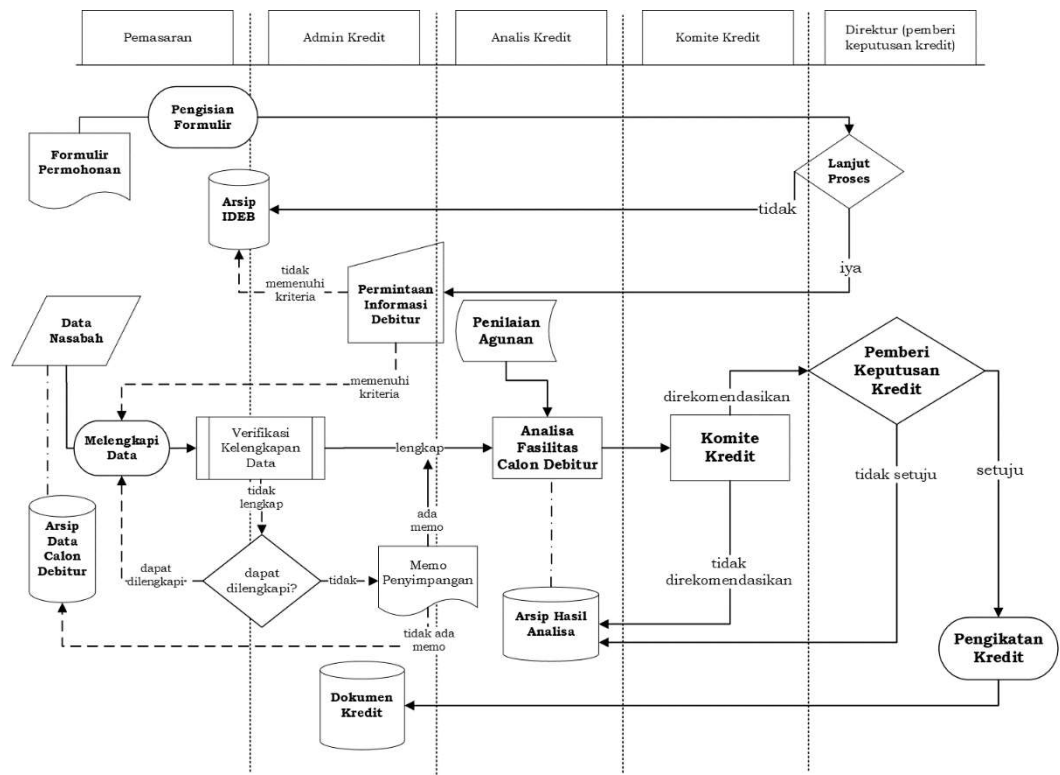 Pemasaran
Admin Kredit
Analis Kredit
Komite Kredit
Direktur (pemberi
keputusan kredit)
Pengisian
Formulir
Formulir
Permohonan
Lanjut
Proses
Arsip
IDEB
tidak
iya
tidak
memenuhi
kriteria
Permintaan
Informasi
Debitur
Penilaian
Agunan
Data
Nasabah
Pemberi
Keputusan
Kredit
memenuhi
kriteria
direkomendasikan
Melengkapi
Data
Verifikasi
Kelengkapan
Data
lengkap
Analisa
Fasilitas
Calon Debitur
Komite
Kredit
tidak setuju
setuju
tidak
lengkap
ada
memo
Arsip
Data
Calon
Debitur
dapat
dilengkapi
dapat
dilengkapi?
tidak
Memo
Penyimpangan
tidak
direkomendasikan
Arsip Hasil
Analisa
tidak ada
memo
Pengikatan
Kredit
Dokumen
Kredit